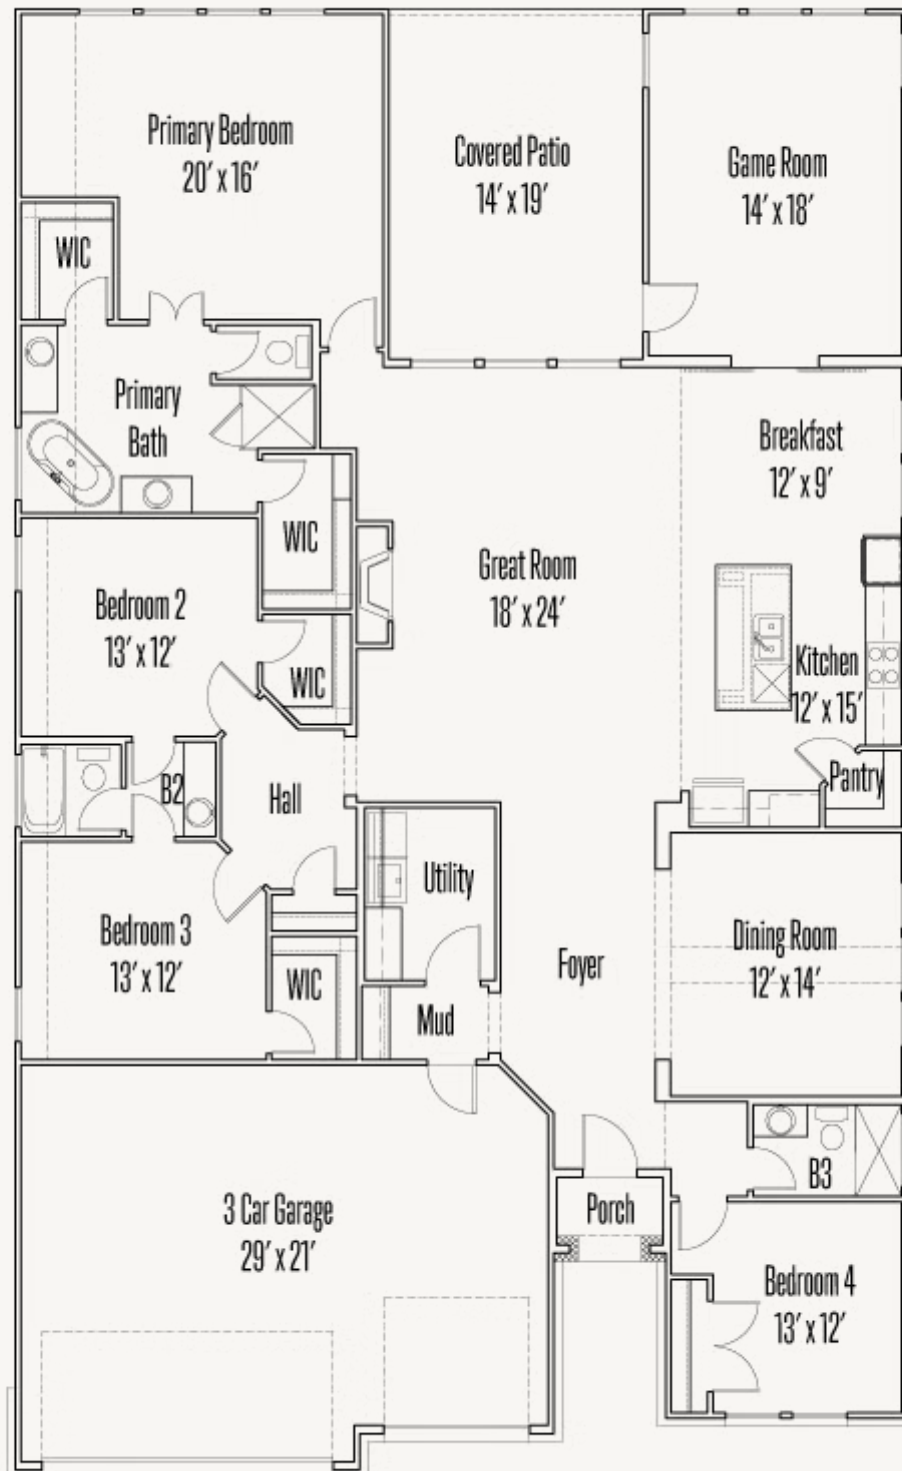 Primary Bedroom
20' x 16'
Covered Patio
14' x 19'
Game Room
14' x 18'
WIC
Primary
Bath
Breakfast
12' x 9'
WIC
Great Room
18' x 24'
Bedroom 2
13' x 12'
WIC
Kitchen
12' x 15'
Pantry
B2
Hall
Utility
Bedroom 3
13' x 12'
WIC
Mud
Foyer
Dining Room
12' x 14'
B3
3 Car Garage
29' x 21'
Porch
Bedroom 4
13' x 12'